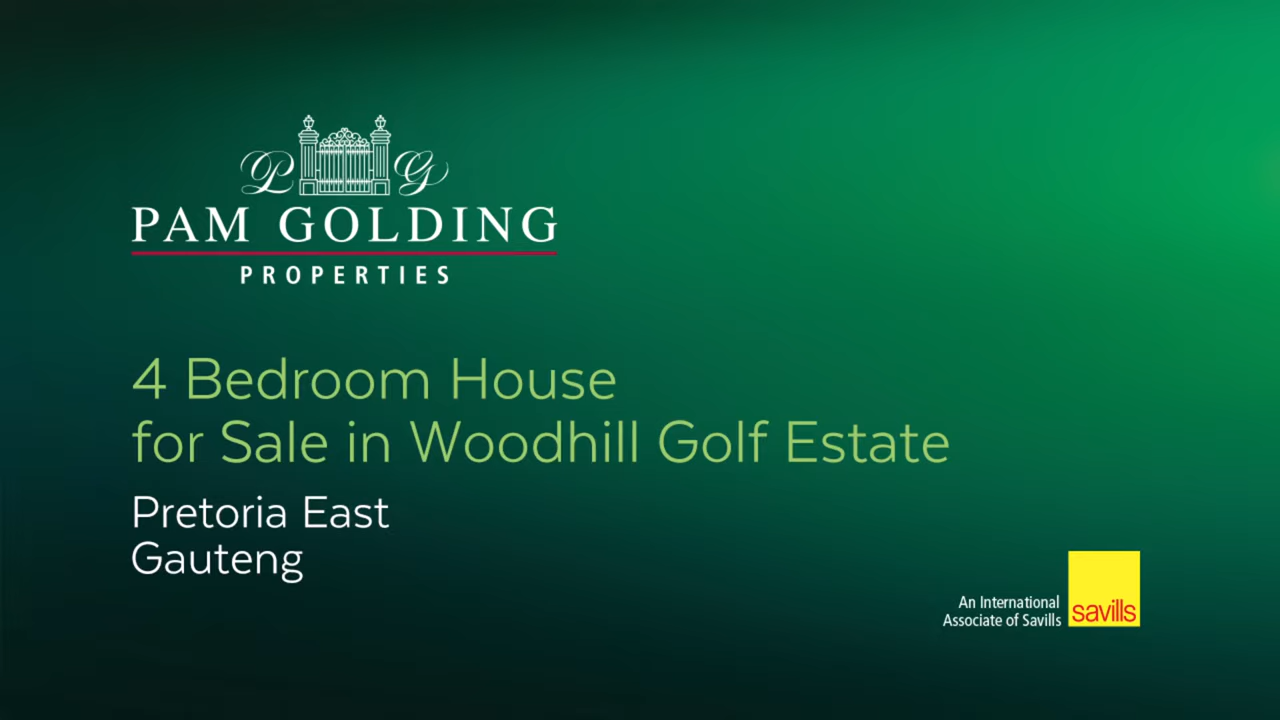 P G
PAM GOLDING
PROPERTIES
4 Bedroom House
for Sale in Woodhill Golf Estate
Pretoria East
Gauteng
An International
Associate of Savills
savills